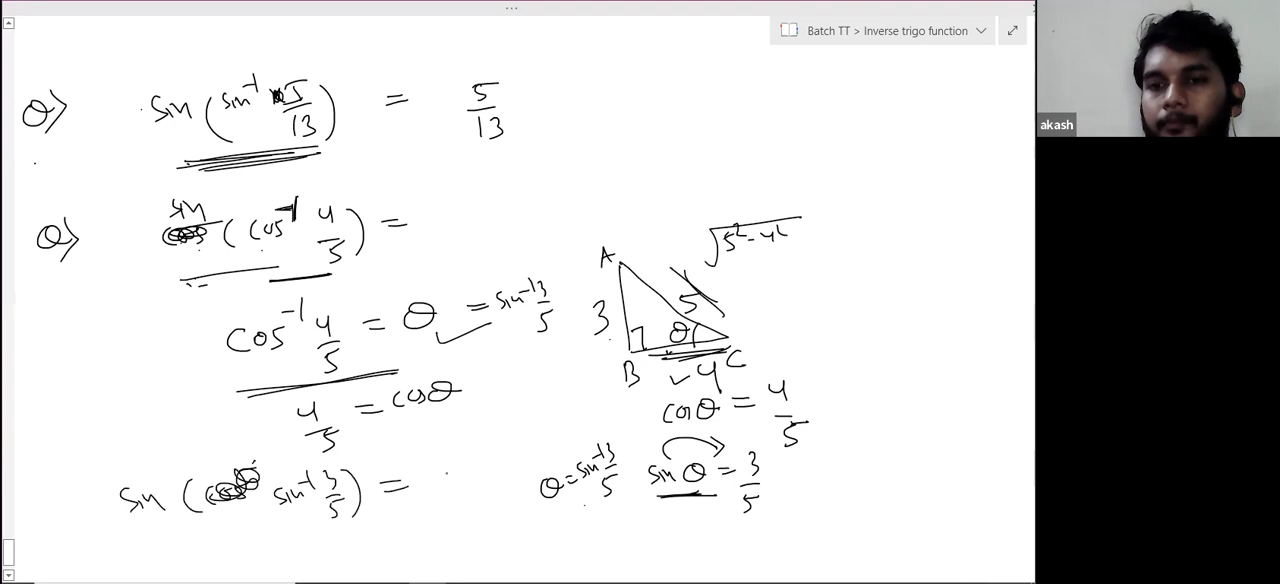 Batch TT > Inverse trigo function
akash
Q> sin (sin⁻¹ 5/13) = 5/13
Q> sin (cos⁻¹ 4/5) =
√5²-4²
A
3
5
θ
B
4
C
cos⁻¹ 4/5 = θ = sin⁻¹ 3/5
4/5 = cosθ
cosθ = 4/5
θ = sin⁻¹ 3/5
sin θ = 3/5
sin ( sin⁻¹ 3/5) =